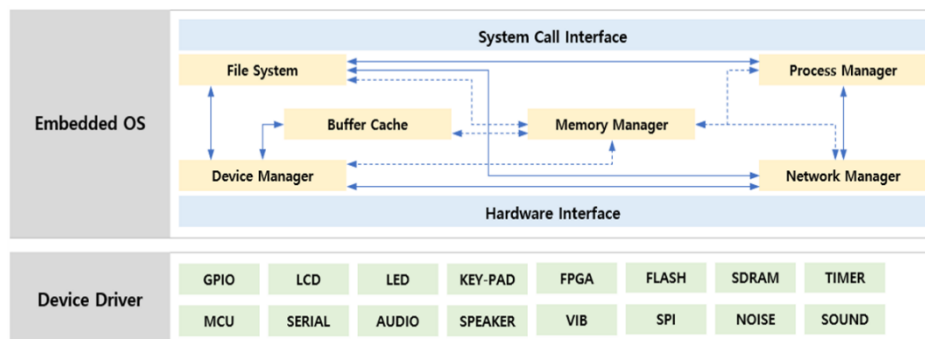 System Call Interface
File System
Process Manager
Embedded OS
Buffer Cache
Memory Manager
Device Manager
Network Manager
Hardware Interface
Device Driver
GPIO LCD LED KEY-PAD FPGA FLASH SDRAM TIMER
MCU SERIAL AUDIO SPEAKER VIB SPI NOISE SOUND